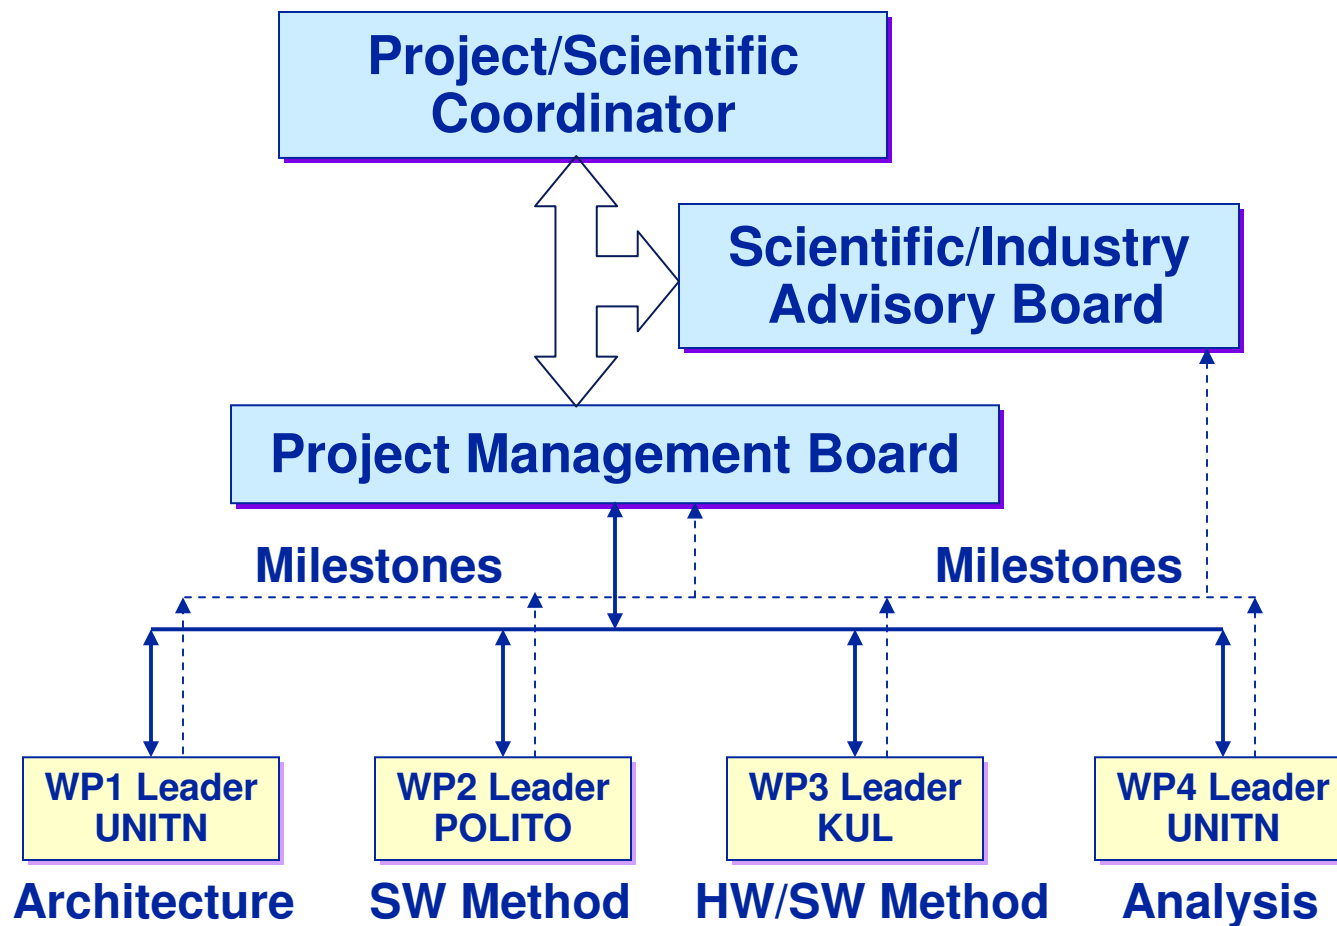 Project/Scientific
Coordinator
Scientific/Industry
Advisory Board
Project Management Board
Milestones
Milestones
WP1 Leader
UNITN
WP2 Leader
POLITO
WP3 Leader
KUL
WP4 Leader
UNITN
Architecture
SW Method
HW/SW Method
Analysis